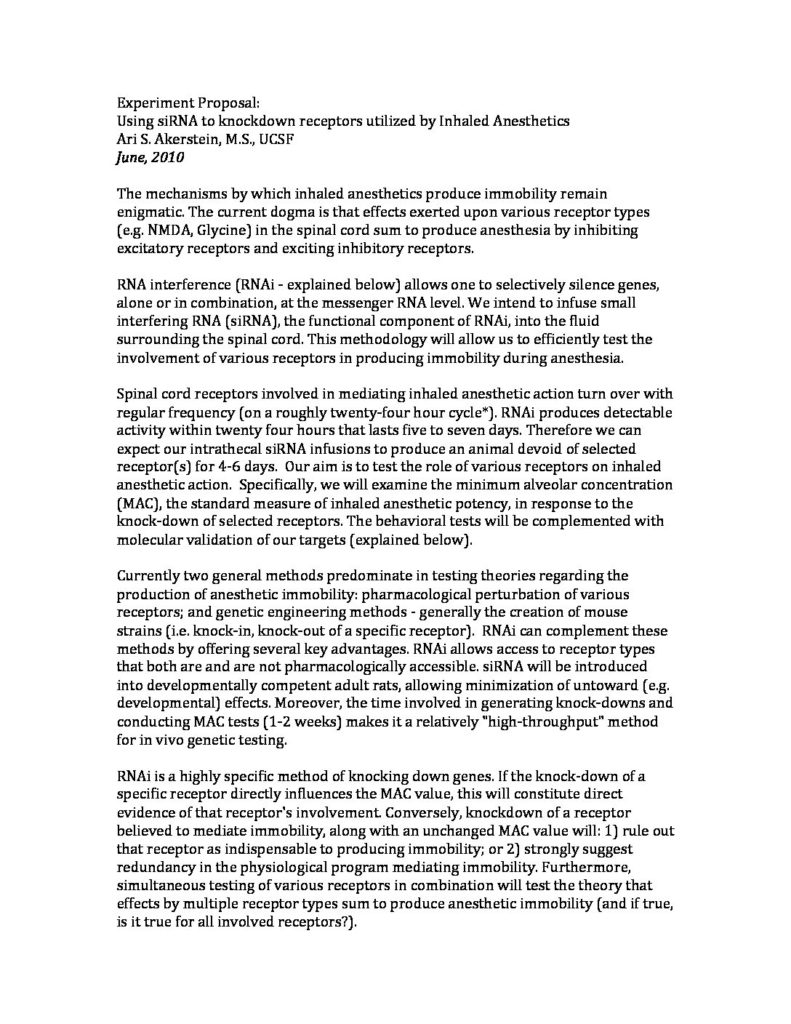 Experiment Proposal:
Using siRNA to knockdown receptors utilized by Inhaled Anesthetics
Ari S. Akerstein, M.S., UCSF
June, 2010
The mechanisms by which inhaled anesthetics produce immobility remain
enigmatic. The current dogma is that effects exerted upon various receptor types
(e.g. NMDA, Glycine) in the spinal cord sum to produce anesthesia by inhibiting
excitatory receptors and exciting inhibitory receptors.
RNA interference (RNAi - explained below) allows one to selectively silence genes,
alone or in combination, at the messenger RNA level. We intend to infuse small
interfering RNA (siRNA), the functional component of RNAi, into the fluid
surrounding the spinal cord. This methodology will allow us to efficiently test the
involvement of various receptors in producing immobility during anesthesia.
Spinal cord receptors involved in mediating inhaled anesthetic action turn over with
regular frequency (on a roughly twenty-four hour cycle*). RNAi produces detectable
activity within twenty four hours that lasts five to seven days. Therefore we can
expect our intrathecal siRNA infusions to produce an animal devoid of selected
receptor(s) for 4-6 days. Our aim is to test the role of various receptors on inhaled
anesthetic action. Specifically, we will examine the minimum alveolar concentration
(MAC), the standard measure of inhaled anesthetic potency, in response to the
knock-down of selected receptors. The behavioral tests will be complemented with
molecular validation of our targets (explained below).
Currently two general methods predominate in testing theories regarding the
production of anesthetic immobility: pharmacological perturbation of various
receptors; and genetic engineering methods - generally the creation of mouse
strains (i.e. knock-in, knock-out of a specific receptor). RNAi can complement these
methods by offering several key advantages. RNAi allows access to receptor types
that both are and are not pharmacologically accessible. siRNA will be introduced
into developmentally competent adult rats, allowing minimization of untoward (e.g.
developmental) effects. Moreover, the time involved in generating knock-downs and
conducting MAC tests (1-2 weeks) makes it a relatively "high-throughput" method
for in vivo genetic testing.
RNAi is a highly specific method of knocking down genes. If the knock-down of a
specific receptor directly influences the MAC value, this will constitute direct
evidence of that receptor's involvement. Conversely, knockdown of a receptor
believed to mediate immobility, along with an unchanged MAC value will: 1) rule out
that receptor as indispensable to producing immobility; or 2) strongly suggest
redundancy in the physiological program mediating immobility. Furthermore,
simultaneous testing of various receptors in combination will test the theory that
effects by multiple receptor types sum to produce anesthetic immobility (and if true,
is it true for all involved receptors?).